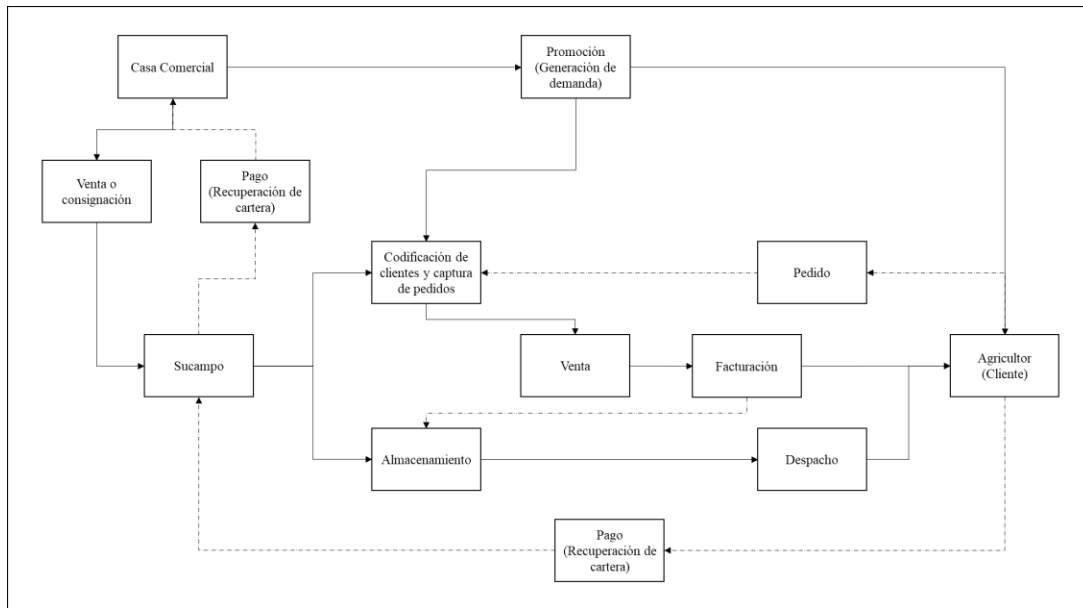 Casa Comercial
Promoción
(Generación de
demanda)
Venta o
consignación
Pago
(Recuperación de
cartera)
Codificación de
clientes y captura
de pedidos
Pedido
Sucampo
Venta
Facturación
Agricultor
(Cliente)
Almacenamiento
Despacho
Pago
(Recuperación de
cartera)